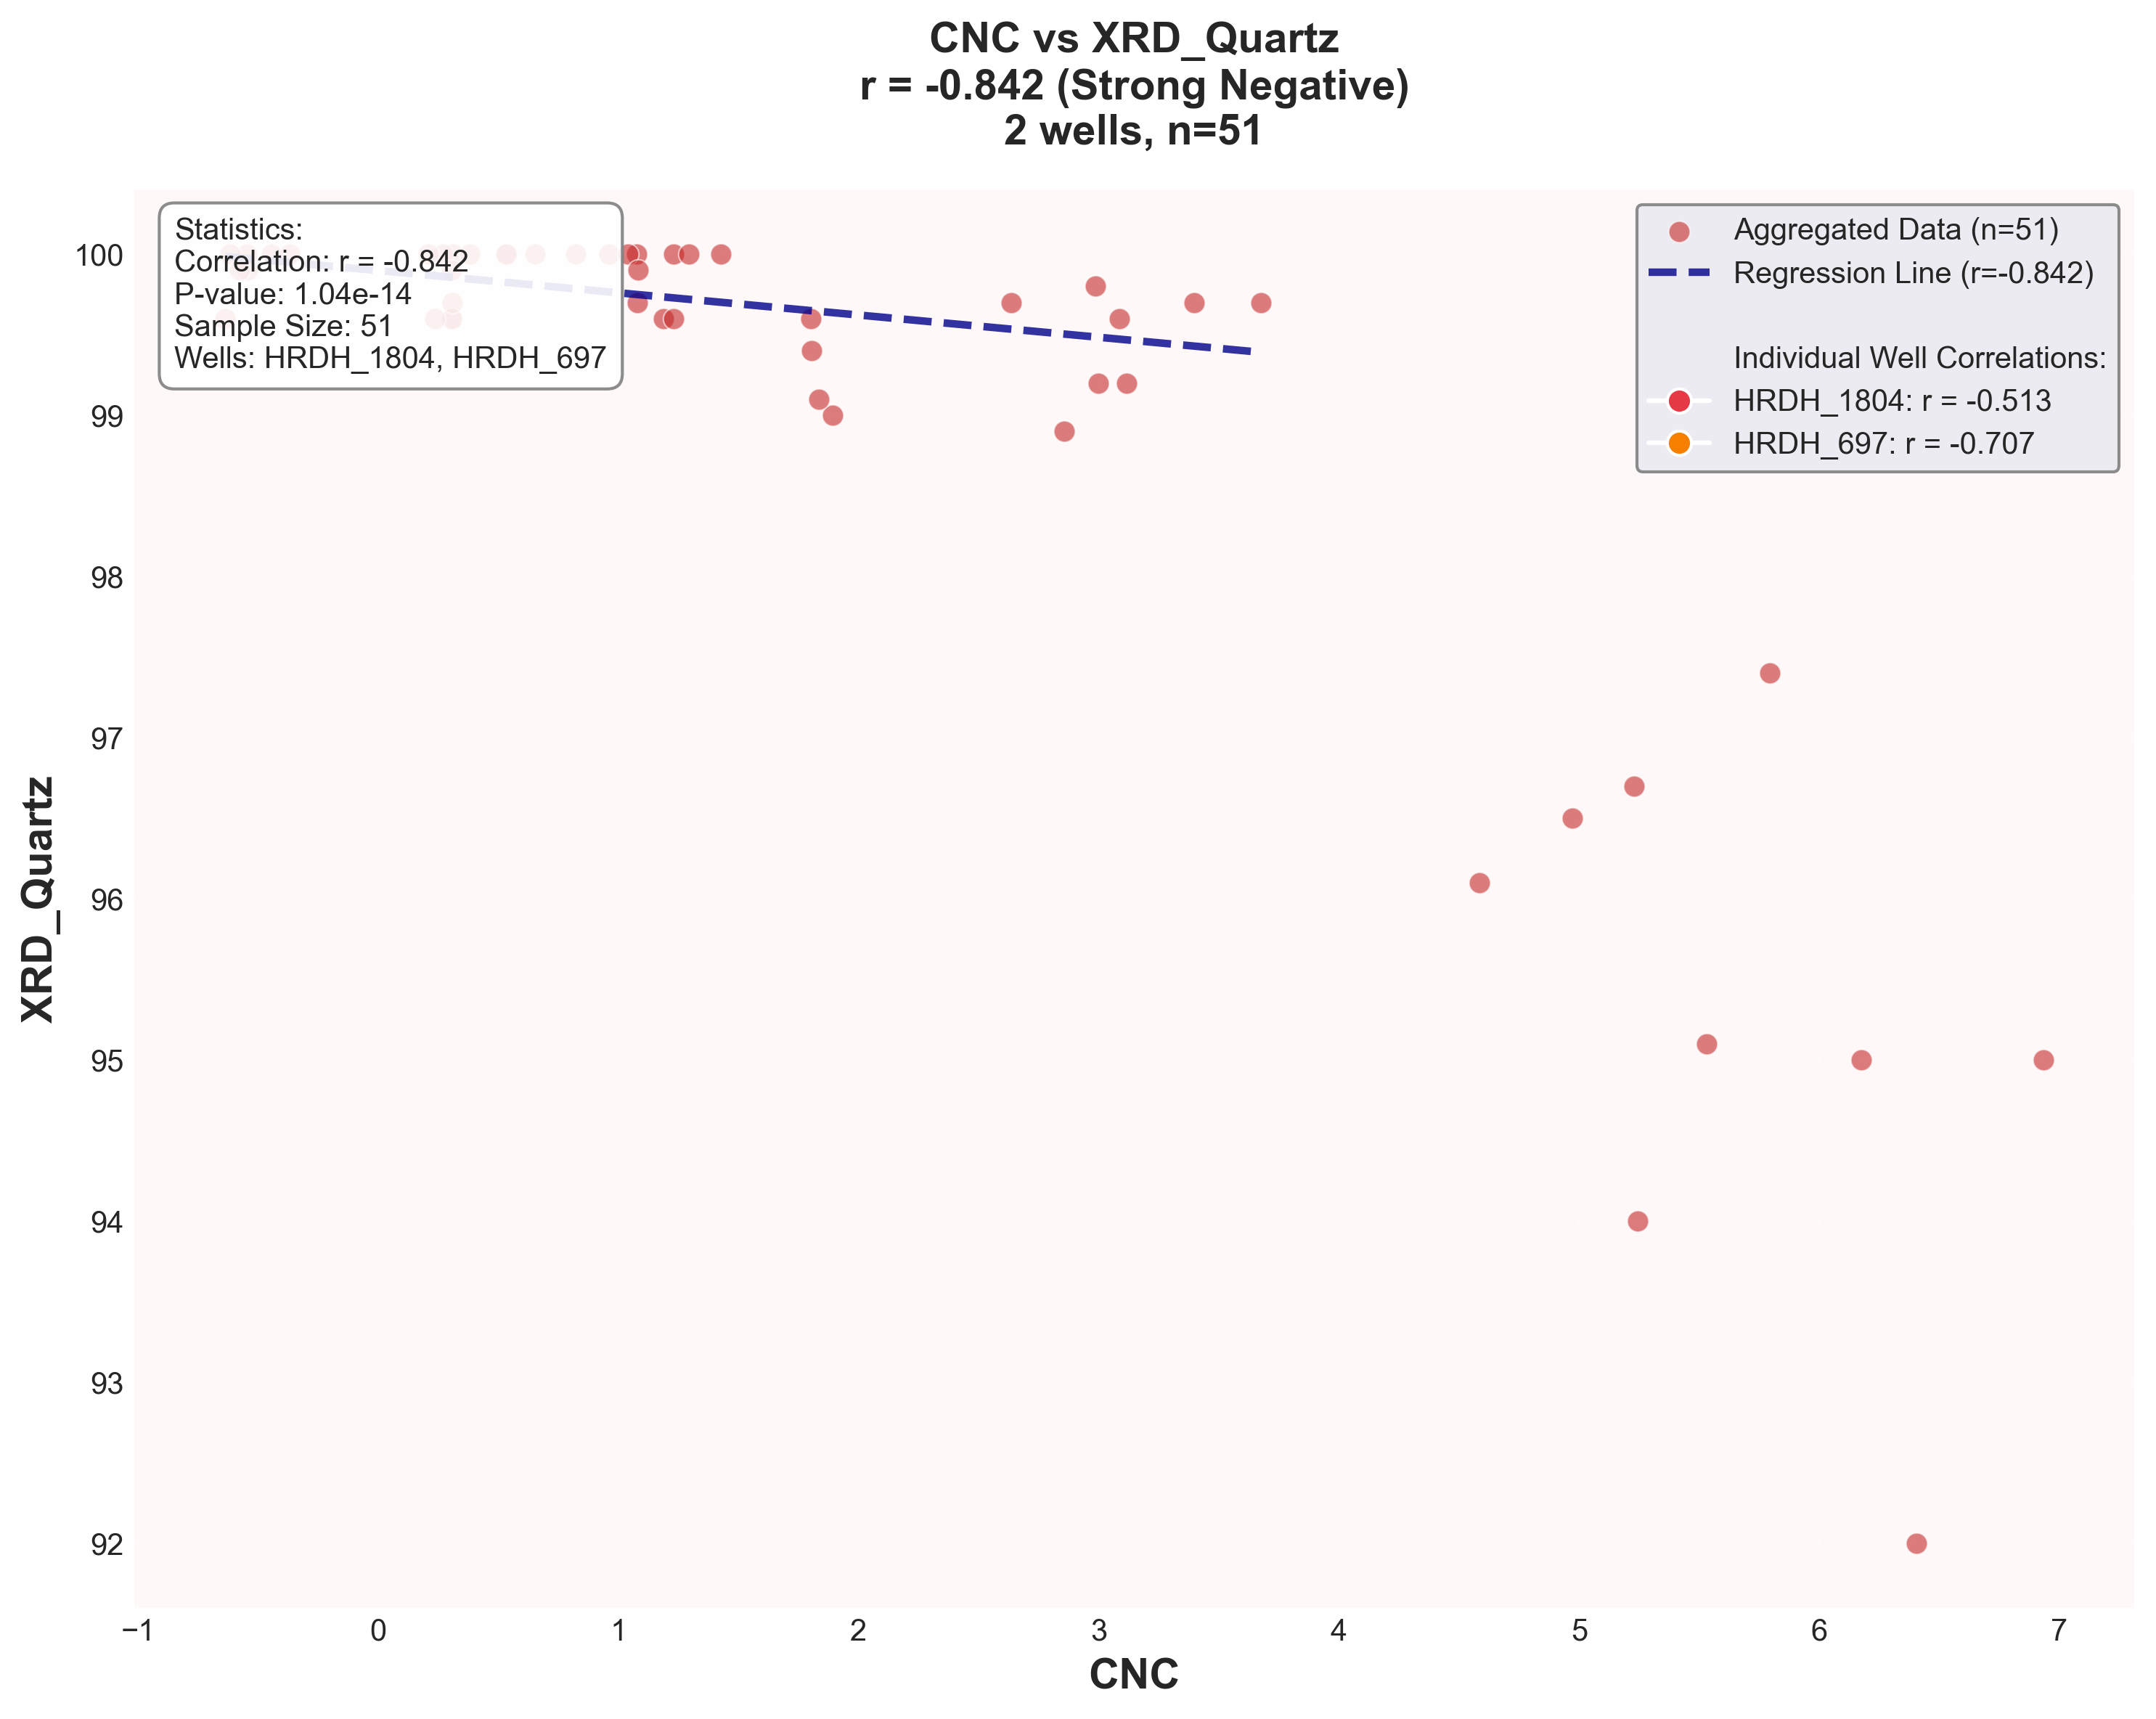 CNC vs XRD_Quartz
r = -0.842 (Strong Negative)
2 wells, n=51
Statistics:
Correlation: r = -0.842
P-value: 1.04e-14
Sample Size: 51
Wells: HRDH_1804, HRDH_697
Aggregated Data (n=51)
Regression Line (r=-0.842)
Individual Well Correlations:
HRDH_1804: r = -0.513
HRDH_697: r = -0.707
XRD_Quartz
100
99
98
97
96
95
94
93
92
−1 0 1 2 3 4 5 6 7
CNC